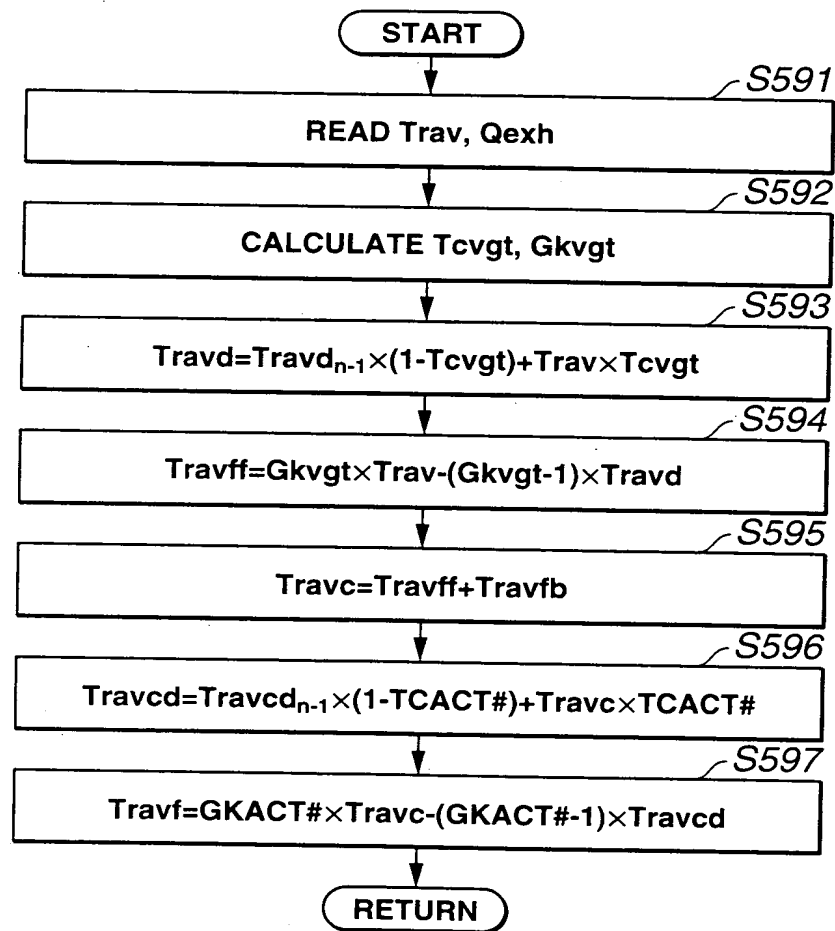 START
S591
READ Trav, Qexh
S592
CALCULATE Tcvgt, Gkvgt
S593
Travd=Travdn-1×(1-Tcvgt)+Trav×Tcvgt
S594
Travff=Gkvgt×Trav-(Gkvgt-1)×Travd
S595
Travc=Travff+Travfb
S596
Travcd=Travcdn-1×(1-TCACT#)+Travc×TCACT#
S597
Travf=GKACT#×Travc-(GKACT#-1)×Travcd
RETURN